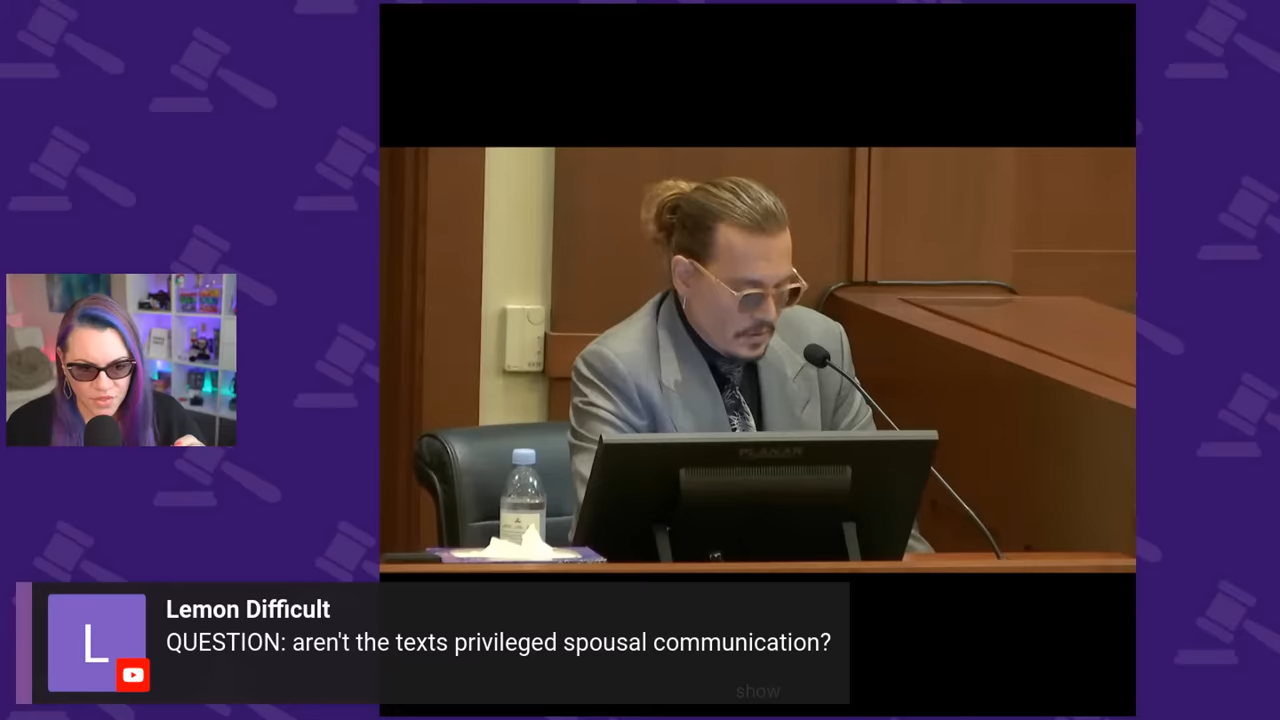 PLANAR
Lemon Difficult
L
QUESTION: aren't the texts privileged spousal communication?
show